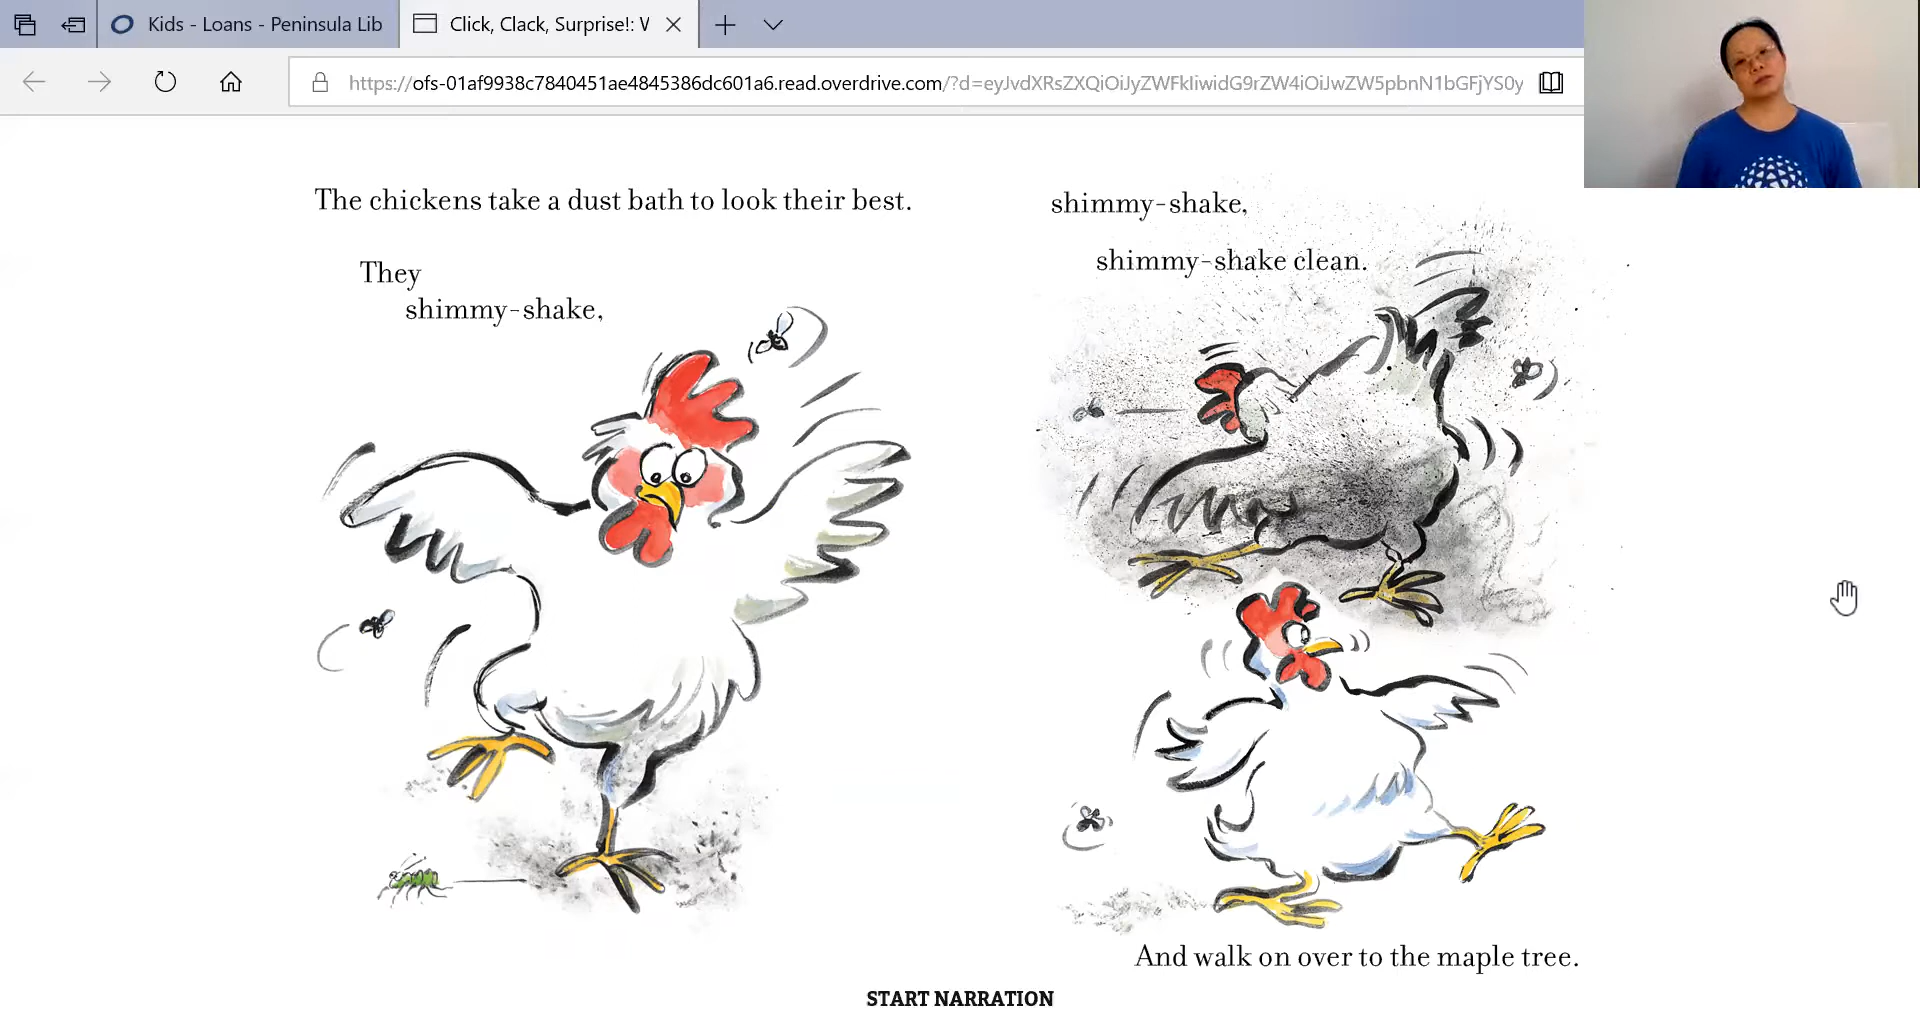 Kids - Loans - Peninsula Lib
Click, Clack, Surprise!: W
https://ofs-01af9938c7840451ae4845386dc601a6.read.overdrive.com/?d=eyJvdXRsZXQiOiJyZWFkIiwidG9rZW4iOiJwZW5pbnN1bGFjYS0y
The chickens take a dust bath to look their best.
They
shimmy-shake,
shimmy-shake,
shimmy-shake clean.
And walk on over to the maple tree.
START NARRATION